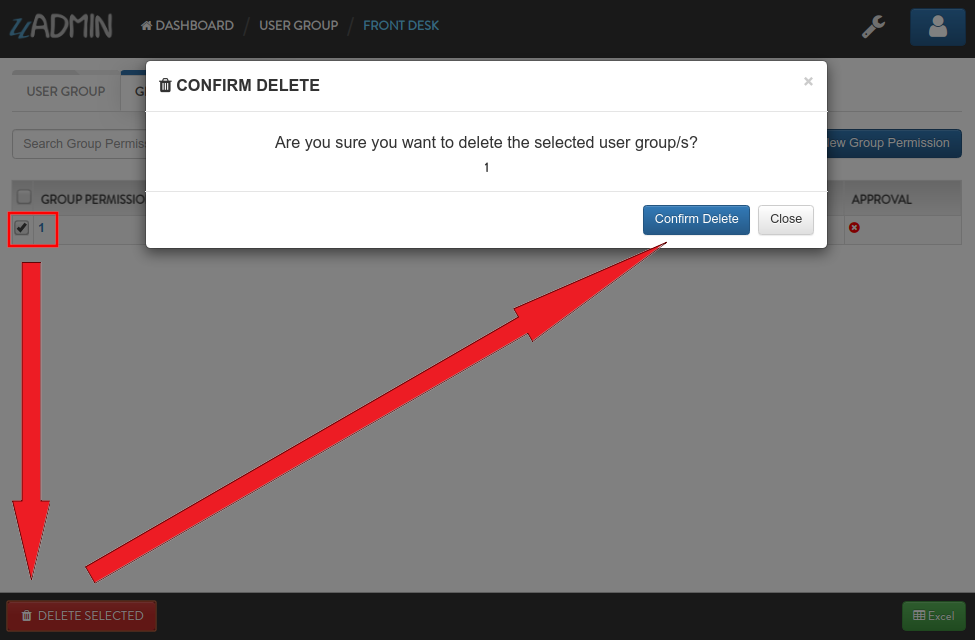 uADMIN DASHBOARD / USER GROUP / FRONT DESK
CONFIRM DELETE ×
USER GROUP G
Are you sure you want to delete the selected user group/s?
Search Group Permis ew Group Permission
1
GROUP PERMISSIO APPROVAL
1
Confirm Delete Close
DELETE SELECTED Excel